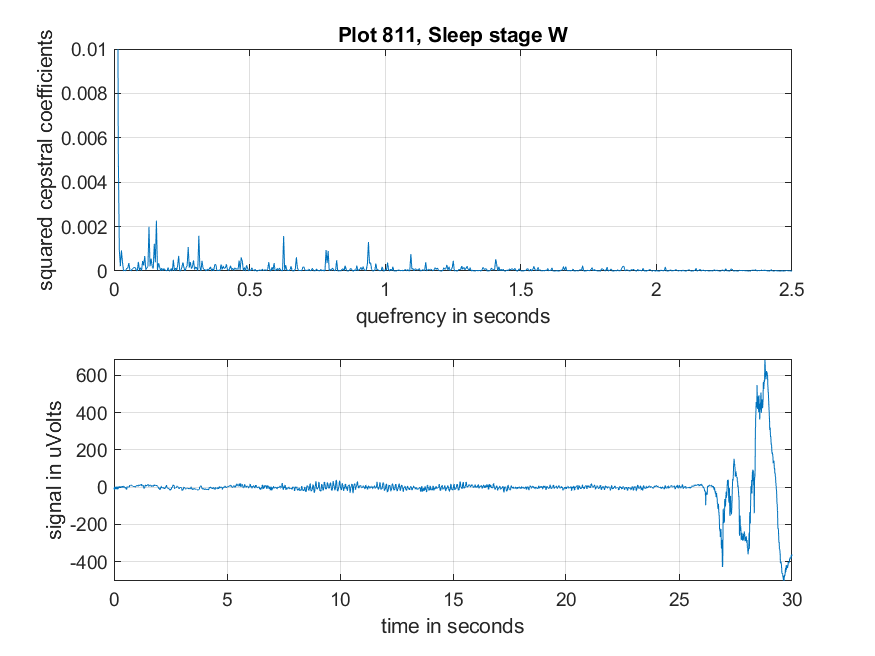 Plot 811, Sleep stage W
squared cepstral coefficients
0.01
0.008
0.006
0.004
0.002
0
0 0.5 1 1.5 2 2.5
quefrency in seconds
signal in uVolts
600
400
200
0
-200
-400
0 5 10 15 20 25 30
time in seconds